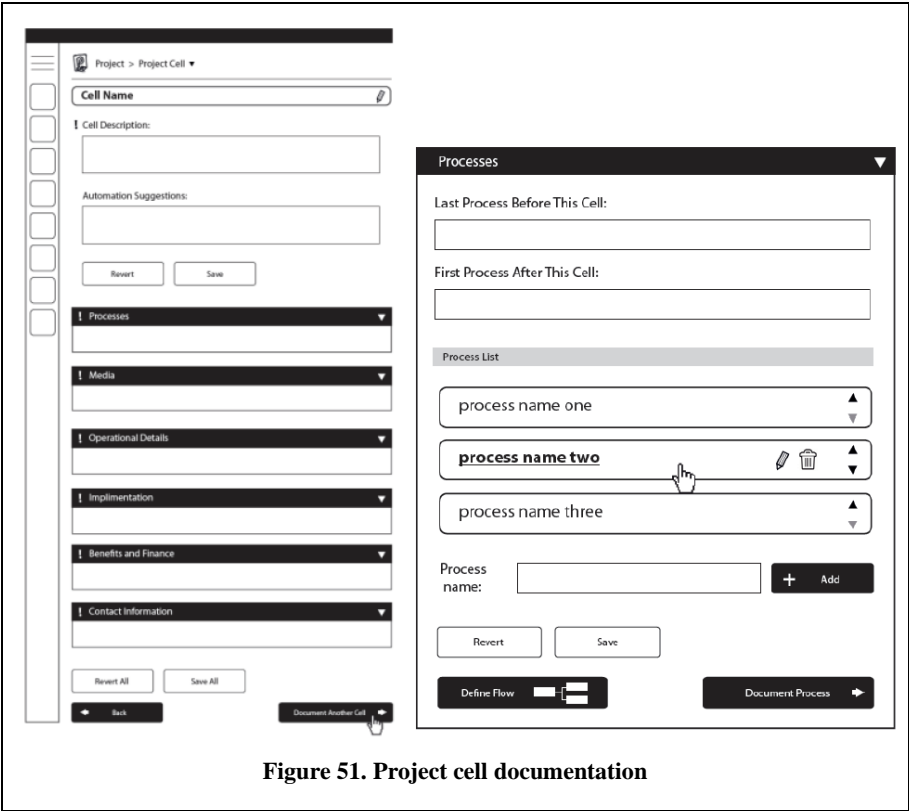 Project > Project Cell ▼
Cell Name
! Cell Description:
Automation Suggestions:
Revert Save
! Processes
! Media
! Operational Details
! Implimentation
! Benefits and Finance
! Contact Information
Revert All Save All
Back Document Another Cell
Processes
Last Process Before This Cell:
First Process After This Cell:
Process List
process name one
process name two
process name three
Process
name:
+ Add
Revert Save
Define Flow Document Process
Figure 51. Project cell documentation